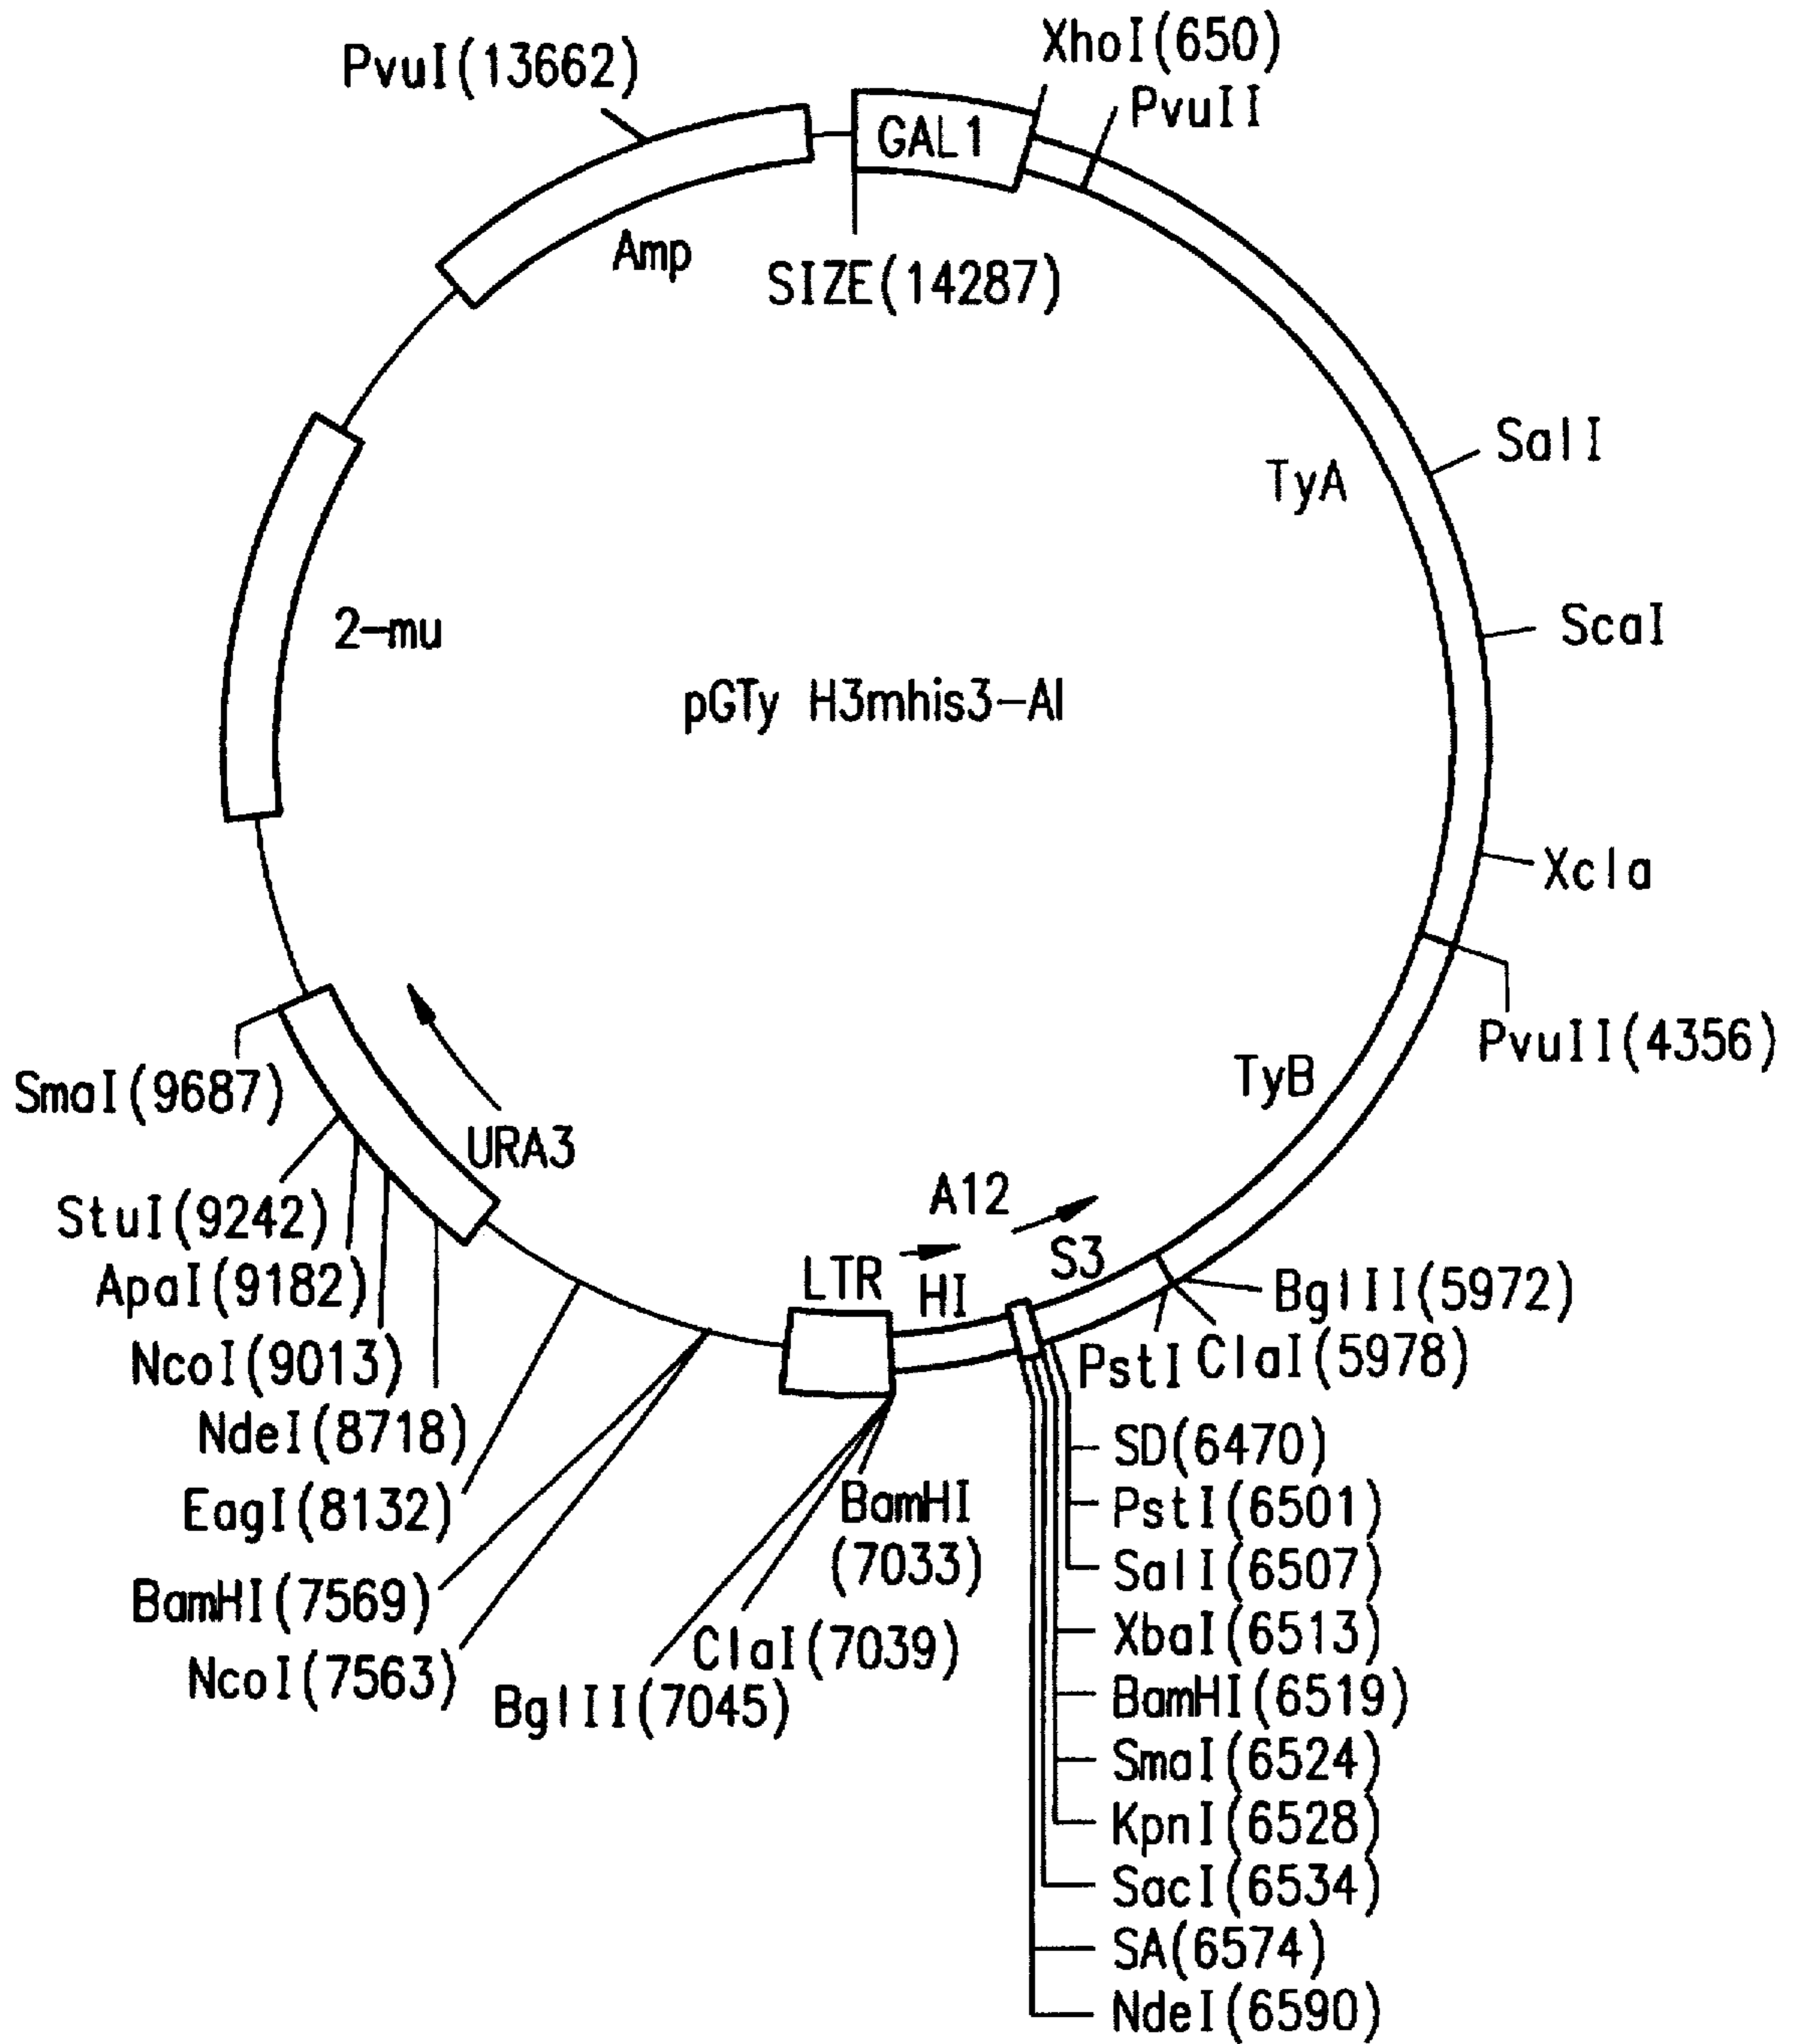 XhoI(650)
PvuI(13662)
PvuII
GAL1
Amp
SIZE(14287)
SalI
TyA
ScaI
2-mu
pGTy H3mhis3-AI
XcIa
PvuII(4356)
TyB
SmaI(9687)
URA3
A12
StuI(9242)
S3
LTR
HI
ApaI(9182)
BglII(5972)
NcoI(9013)
PstI
ClaI(5978)
NdeI(8718)
SD(6470)
EagI(8132)
BamHI
(7033)
PstI(6501)
SalI(6507)
BamHI(7569)
XbaI(6513)
ClaI(7039)
NcoI(7563)
BglII(7045)
BamHI(6519)
SmaI(6524)
KpnI(6528)
SacI(6534)
SA(6574)
NdeI(6590)